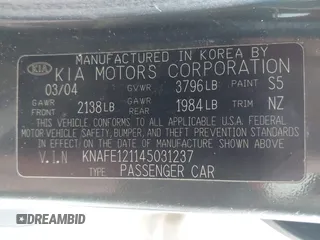 MANUFACTURED IN KOREA BY
KIA KIA MOTORS CORPORATION
03/04 GVWR 3796LB PAINT S5
GAWR FRONT 2138LB GAWR REAR 1984LB TRIM NZ
THIS VEHICLE CONFORMS TO ALL APPLICABLE FEDERAL MOTOR
VEHICLE SAFETY, BUMPER, AND THEFT PREVENTION STANDARDS
IN EFFECT ON THE DATE OF MANUFACTURE SHOWN ABOVE.
V.I.N KNAFE121145031237
TYPE PASSENGER CAR
DREAMBID